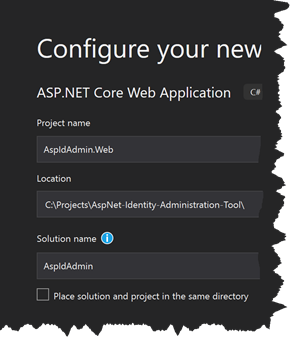 Configure your new
ASP.NET Core Web Application C#
Project name
AspIdAdmin.Web
Location
C:\Projects\AspNet-Identity-Administration-Tool\
Solution name
AspIdAdmin
Place solution and project in the same directory